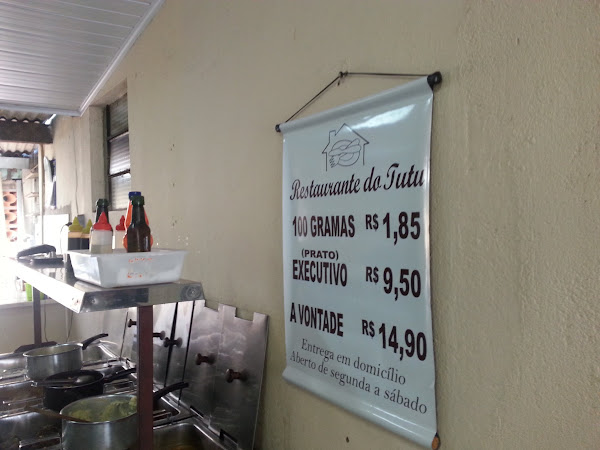 Restaurante do Tutu
100 GRAMAS R$ 1,85
(PRATO)
EXECUTIVO R$ 9,50
A VONTADE R$ 14,90
Entrega em domicílio
Aberto de segunda a sábado